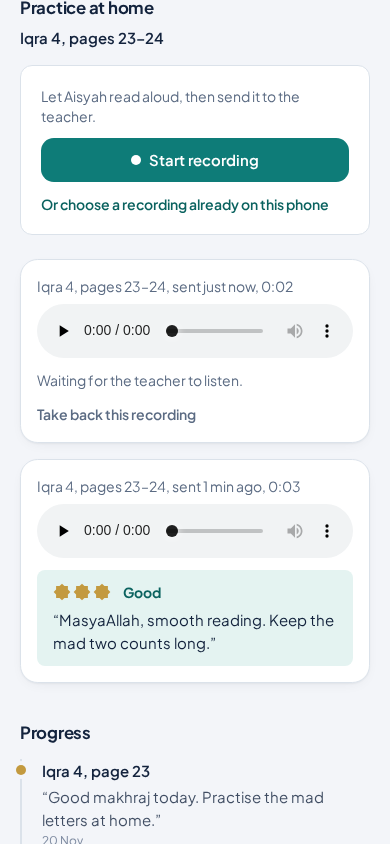 Practice at home
Iqra 4, pages 23–24
Let Aisyah read aloud, then send it to the
teacher.
Start recording
Or choose a recording already on this phone
Iqra 4, pages 23–24, sent just now, 0:02
0:00 / 0:00
Waiting for the teacher to listen.
Take back this recording
Iqra 4, pages 23–24, sent 1 min ago, 0:03
0:00 / 0:00
Good
“MasyaAllah, smooth reading. Keep the
mad two counts long.”
Progress
Iqra 4, page 23
“Good makhraj today. Practise the mad
letters at home.”
20 Nov